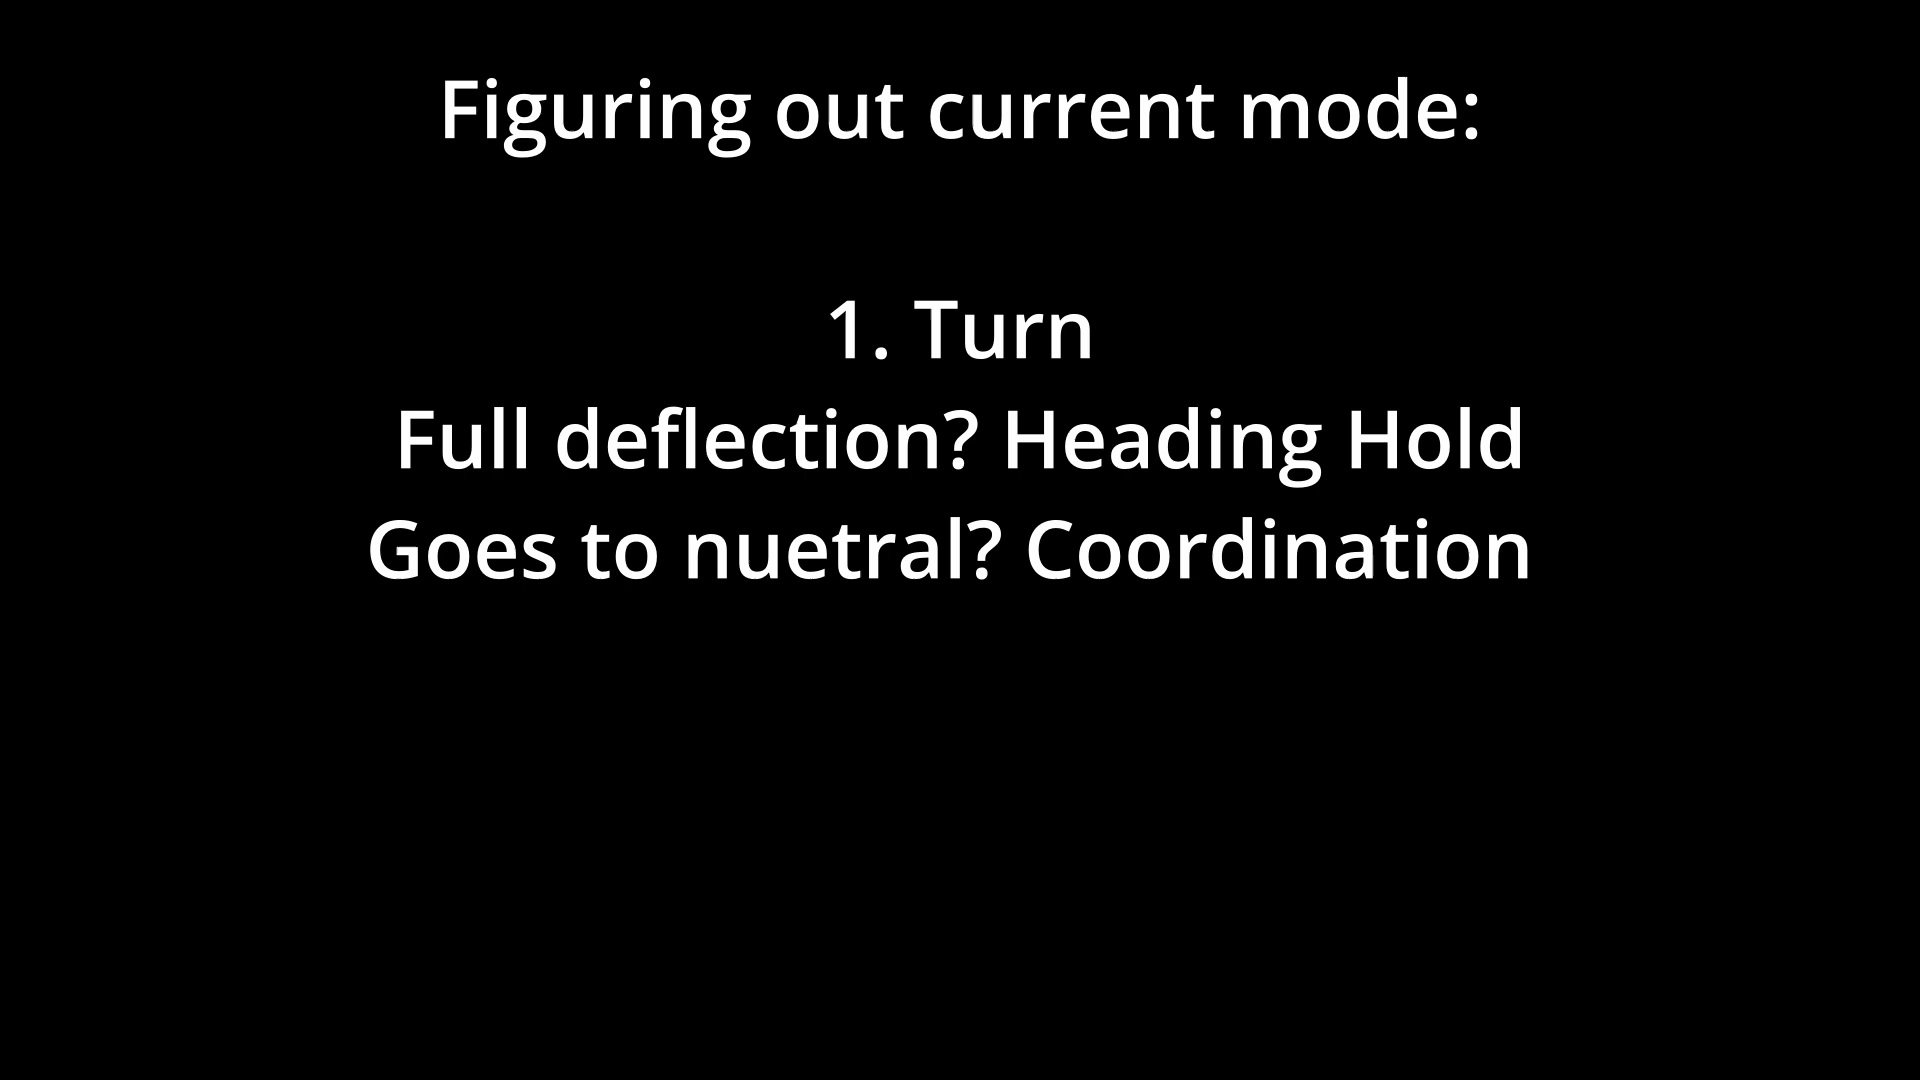 Figuring out current mode:
1. Turn
Full deflection? Heading Hold
Goes to nuetral? Coordination